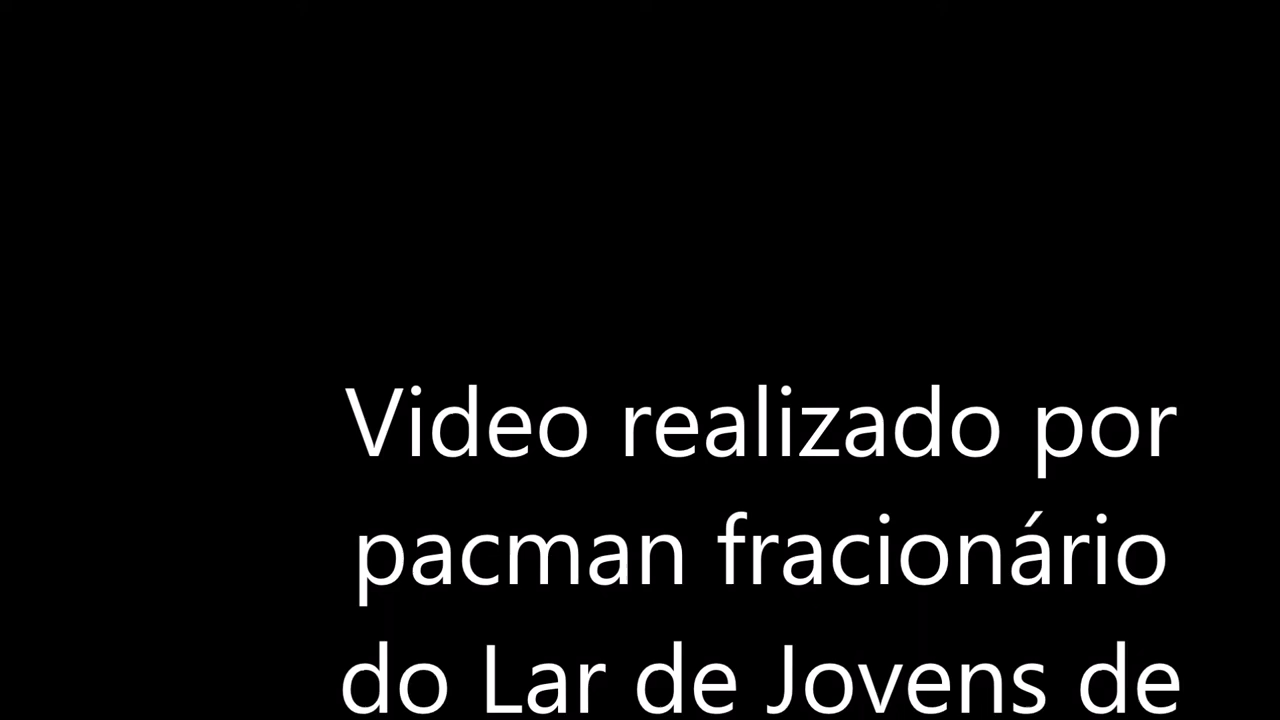 Video realizado por
pacman fracionário
do Lar de Jovens de